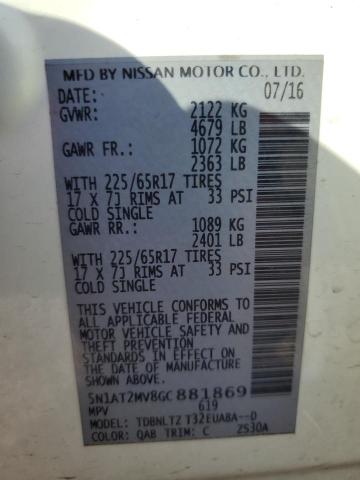 MFD BY NISSAN MOTOR CO., LTD.
DATE: 07/16
GVWR: 2122 KG
4679 LB
GAWR FR.: 1072 KG
2363 LB
WITH 225/65R17 TIRES
17 X 7J RIMS AT 33 PSI
COLD SINGLE
GAWR RR.: 1089 KG
2401 LB
WITH 225/65R17 TIRES
17 X 7J RIMS AT 33 PSI
COLD SINGLE
THIS VEHICLE CONFORMS TO
ALL APPLICABLE FEDERAL
MOTOR VEHICLE SAFETY AND
THEFT PREVENTION
STANDARDS IN EFFECT ON THE
DATE OF MANUFACTURE SHOWN
ABOVE.
5N1AT2MV8GC881869
MPV 619
MODEL: TDBNLTZ T32EUABA--D
COLOR: QAB TRIM: C 2530A